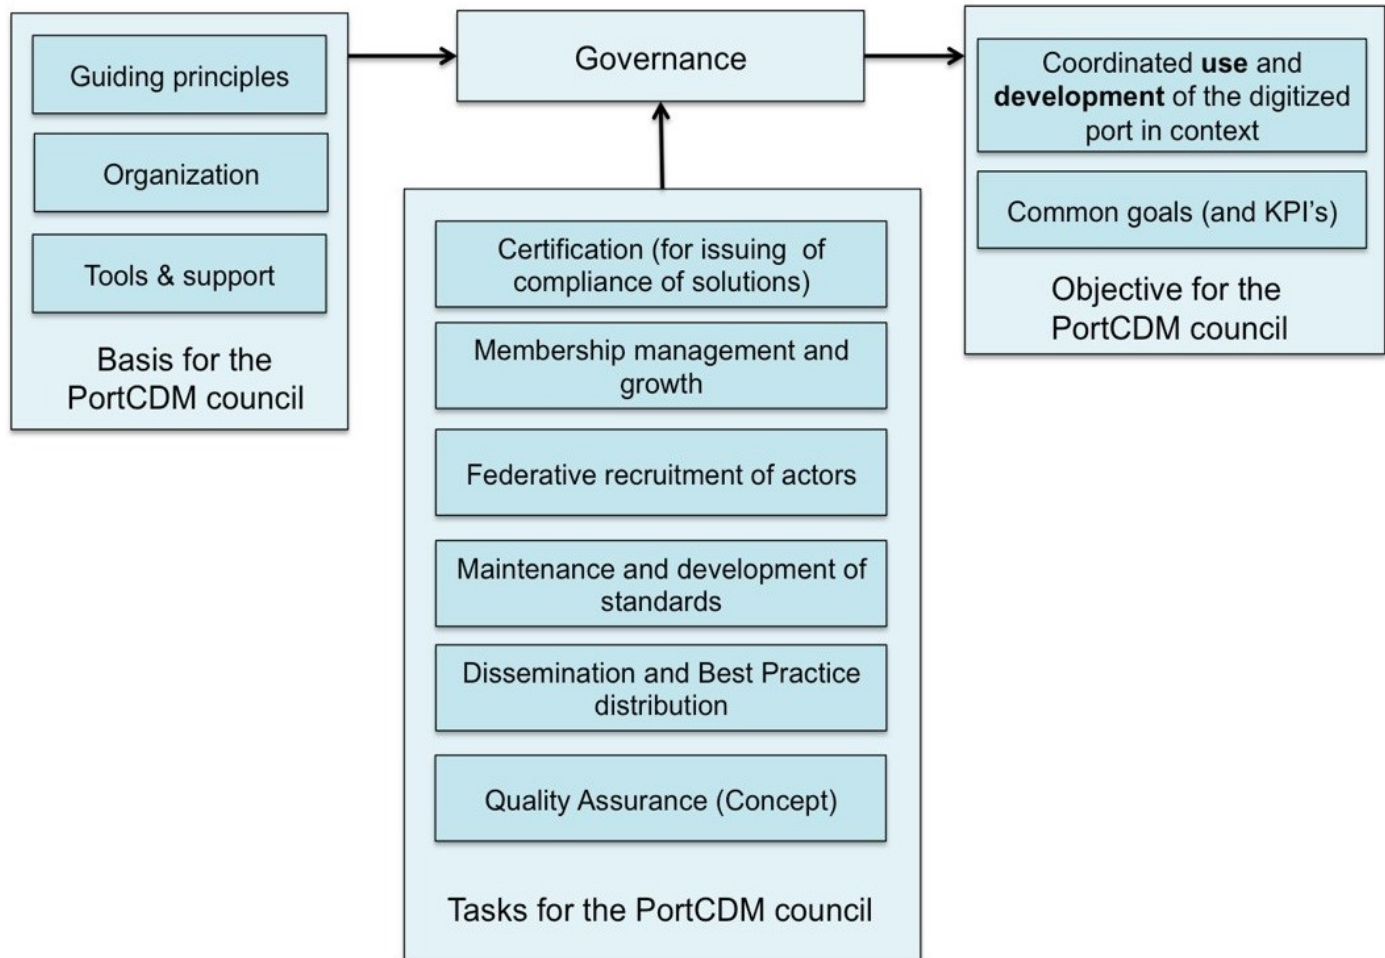 Guiding principles
Organization
Tools & support
Basis for the
PortCDM council
Governance
Coordinated use and
development of the digitized
port in context
Common goals (and KPI's)
Objective for the
PortCDM council
Certification (for issuing of
compliance of solutions)
Membership management and
growth
Federative recruitment of actors
Maintenance and development of
standards
Dissemination and Best Practice
distribution
Quality Assurance (Concept)
Tasks for the PortCDM council